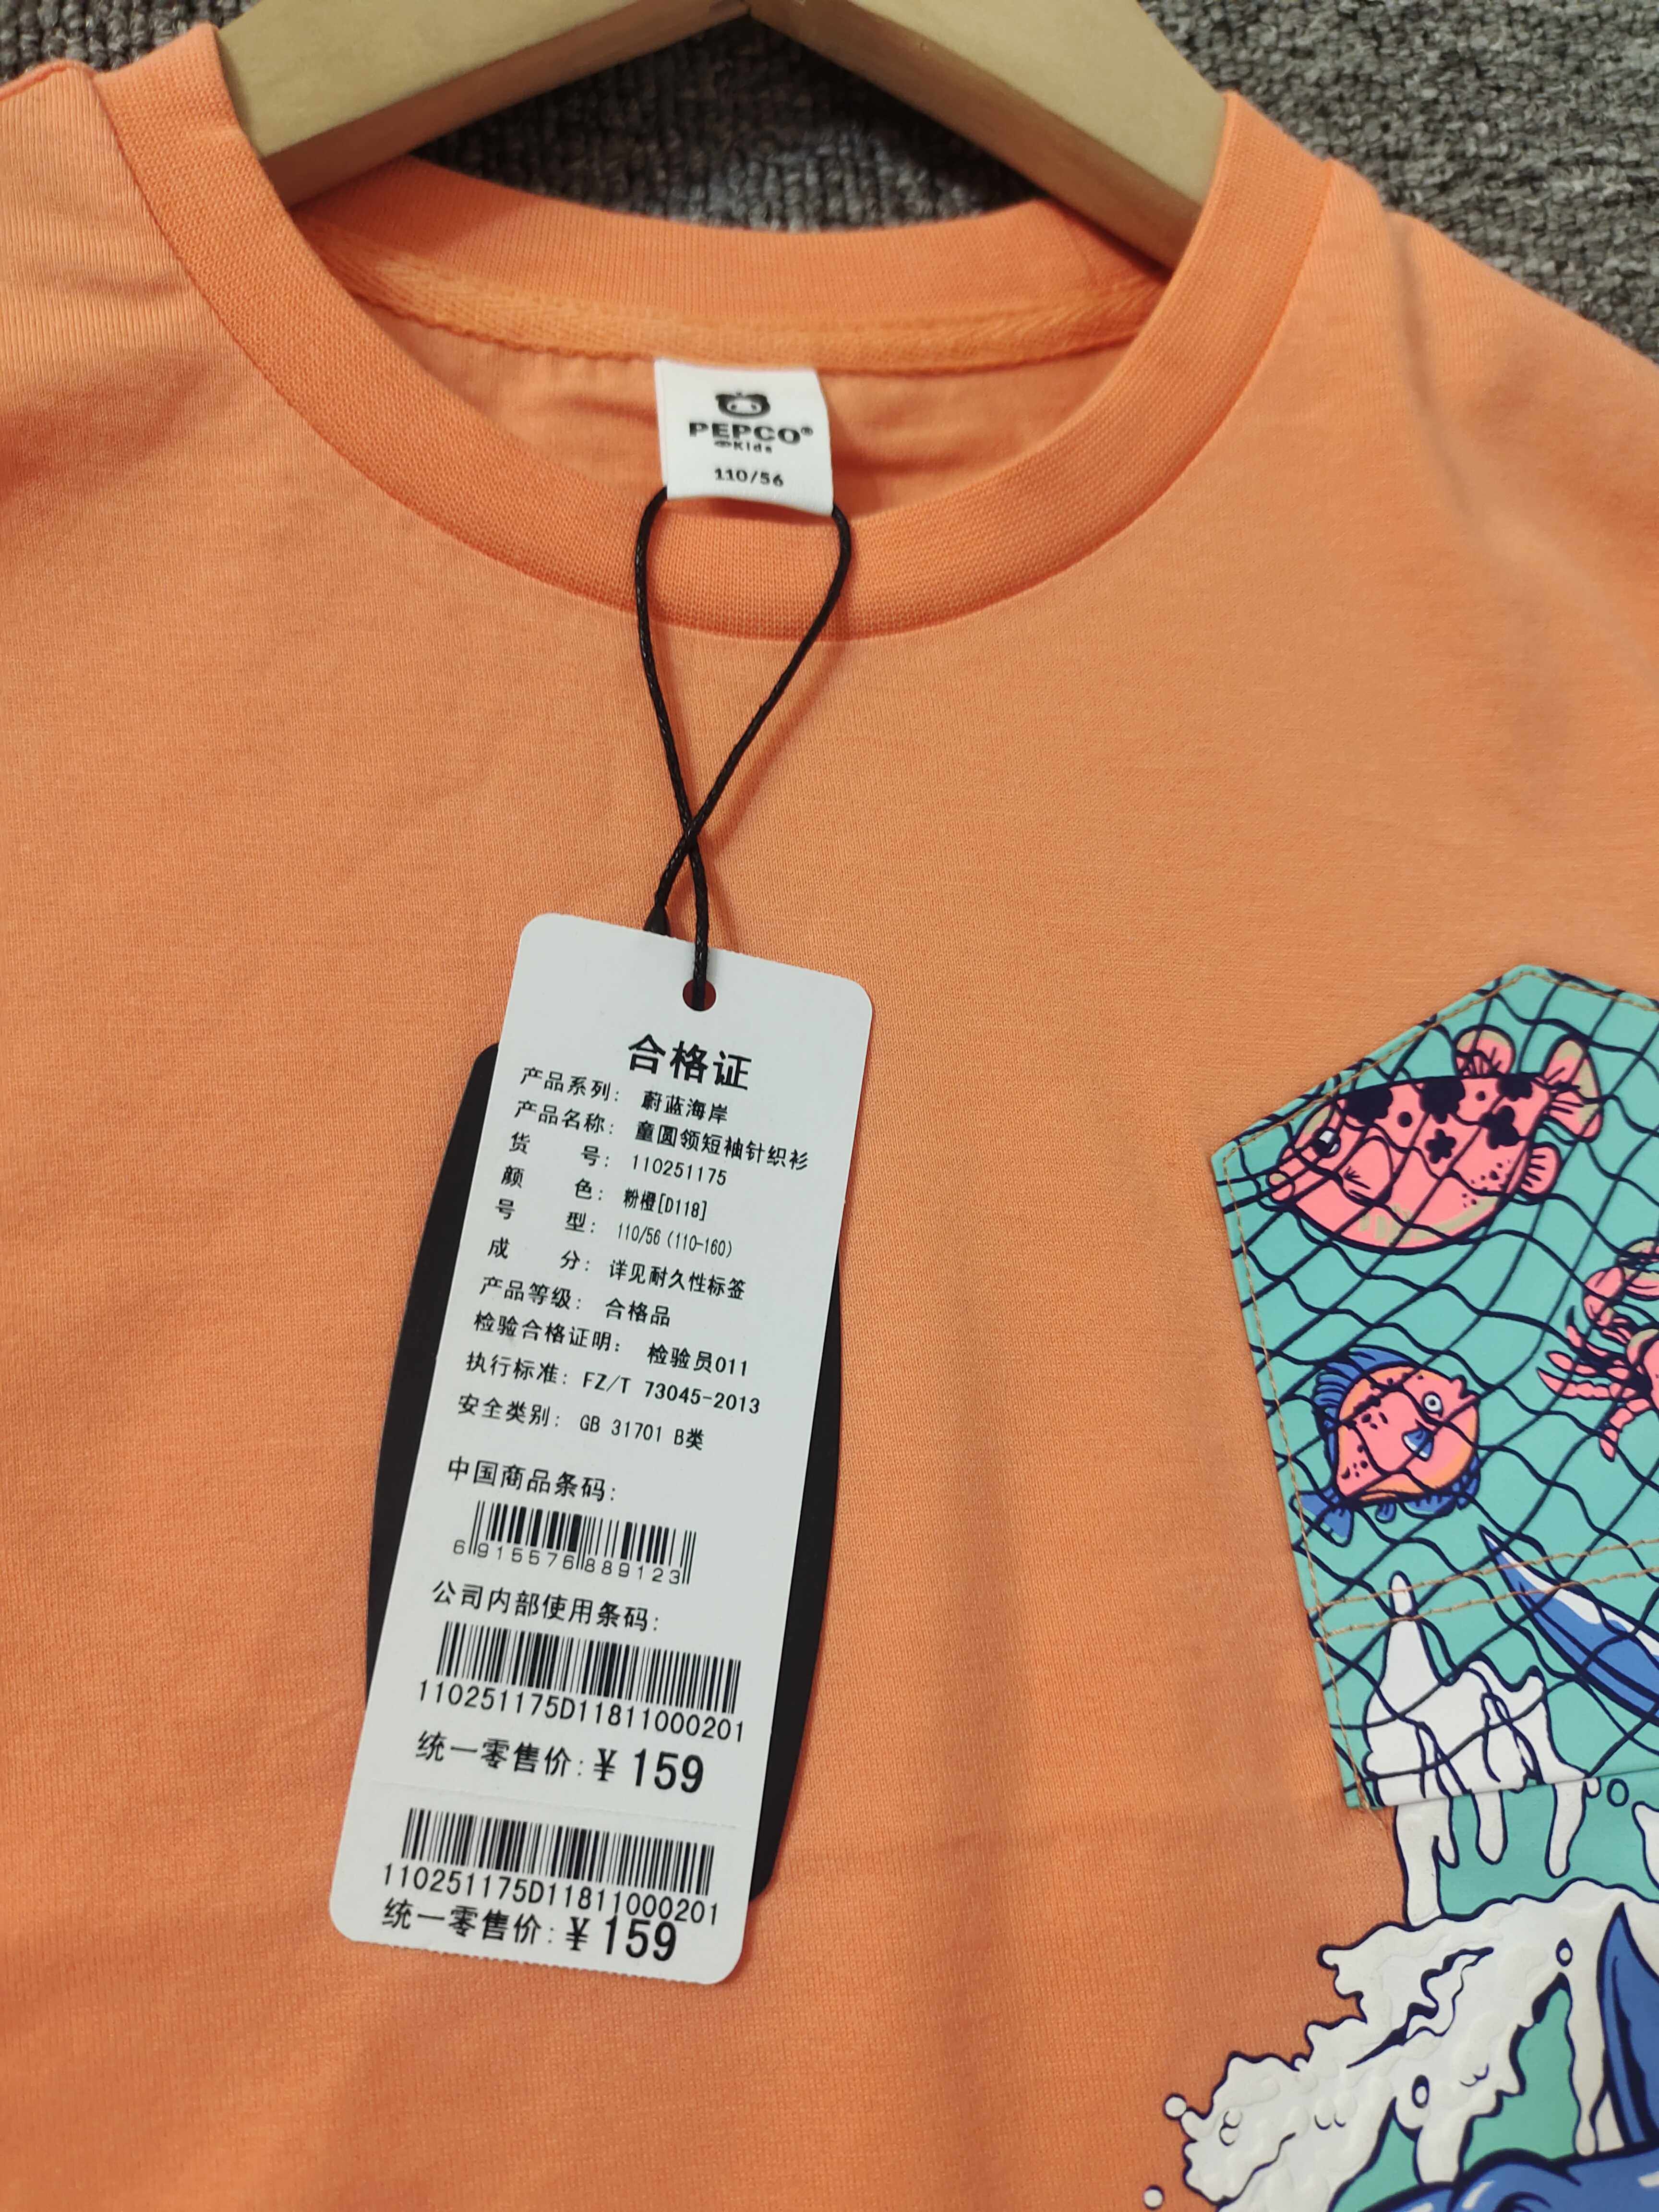 PEPCO®
Kids
110/56
合格证
产品系列: 蔚蓝海岸
产品名称: 童圆领短袖针织衫
货 号: 110251175
颜 色: 粉橙[D118]
号 型: 110/56 (110-160)
成 分: 详见耐久性标签
产品等级: 合格品
检验合格证明: 检验员011
执行标准: FZ/T 73045-2013
安全类别: GB 31701 B类
中国商品条码:
6915576889123
公司内部使用条码:
110251175D11811000201
统一零售价:¥ 159
110251175D11811000201
统一零售价:¥ 159